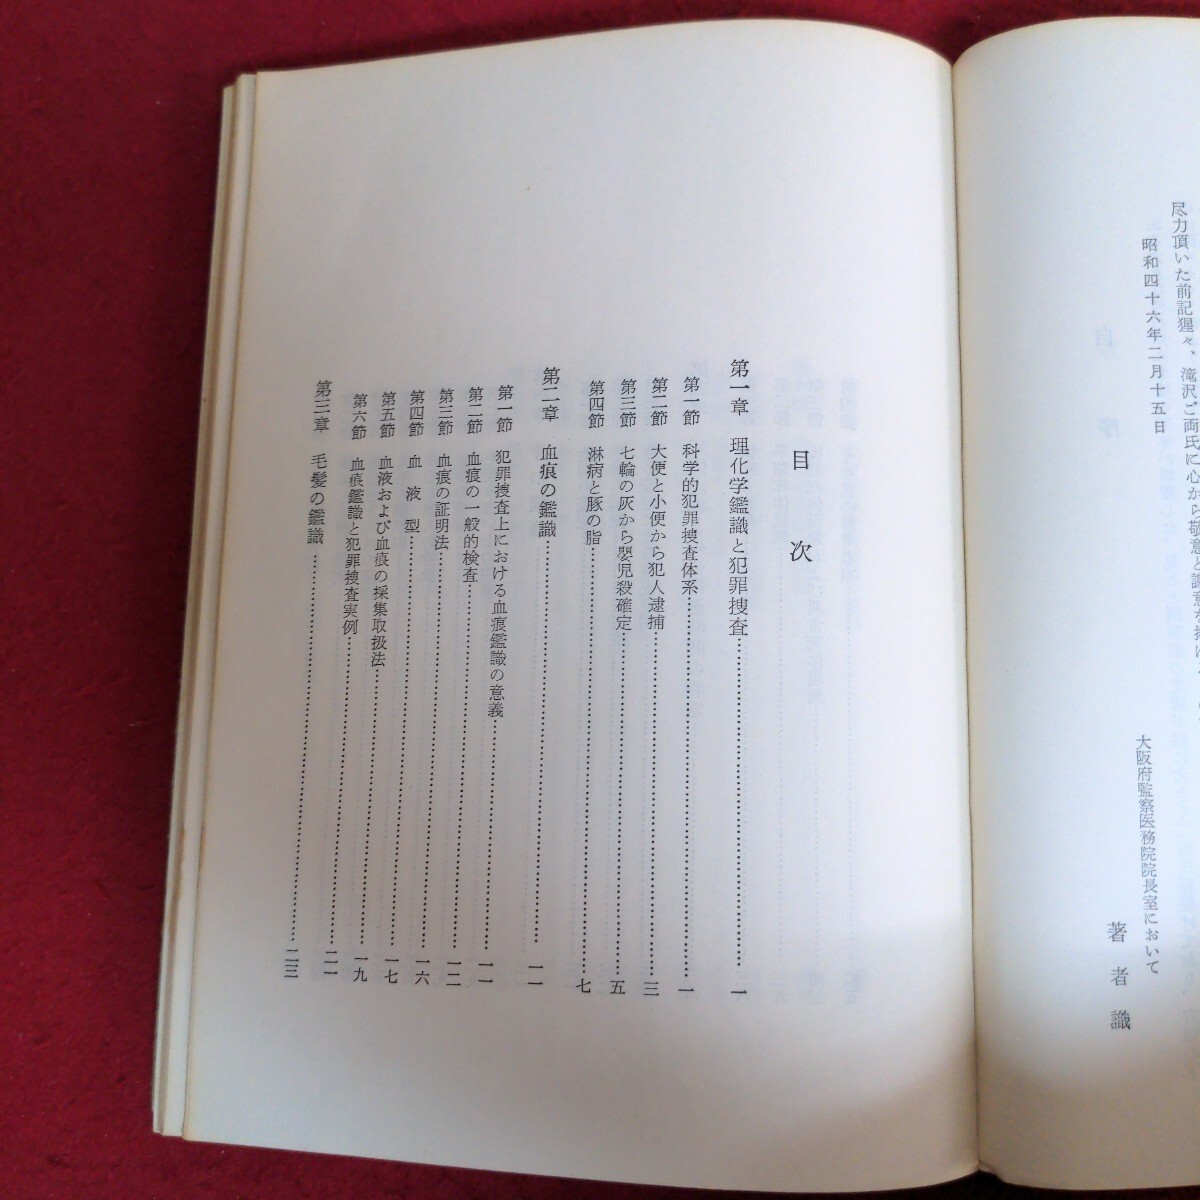 尽力頂いた前記猩々、滝沢ご両氏に心から敬意と謝意を
昭和四十六年二月十五日
大阪府監察医務院院長室において
著者識
目次
第一章 理化学鑑識と犯罪捜査……一
第一節 科学的犯罪捜査体系……一
第二節 大便と小便から犯人逮捕……三
第三節 七輪の灰から嬰児殺確定……五
第四節 淋病と豚の脂……七
第二章 血痕の鑑識……一一
第一節 犯罪捜査上における血痕鑑識の意義……一一
第二節 血痕の一般的検査……一二
第三節 血痕の証明法……一六
第四節 血液型……一七
第五節 血液および血痕の採集取扱法……一九
第六節 血痕鑑識と犯罪捜査実例……二一
第三章 毛髪の鑑識……二三